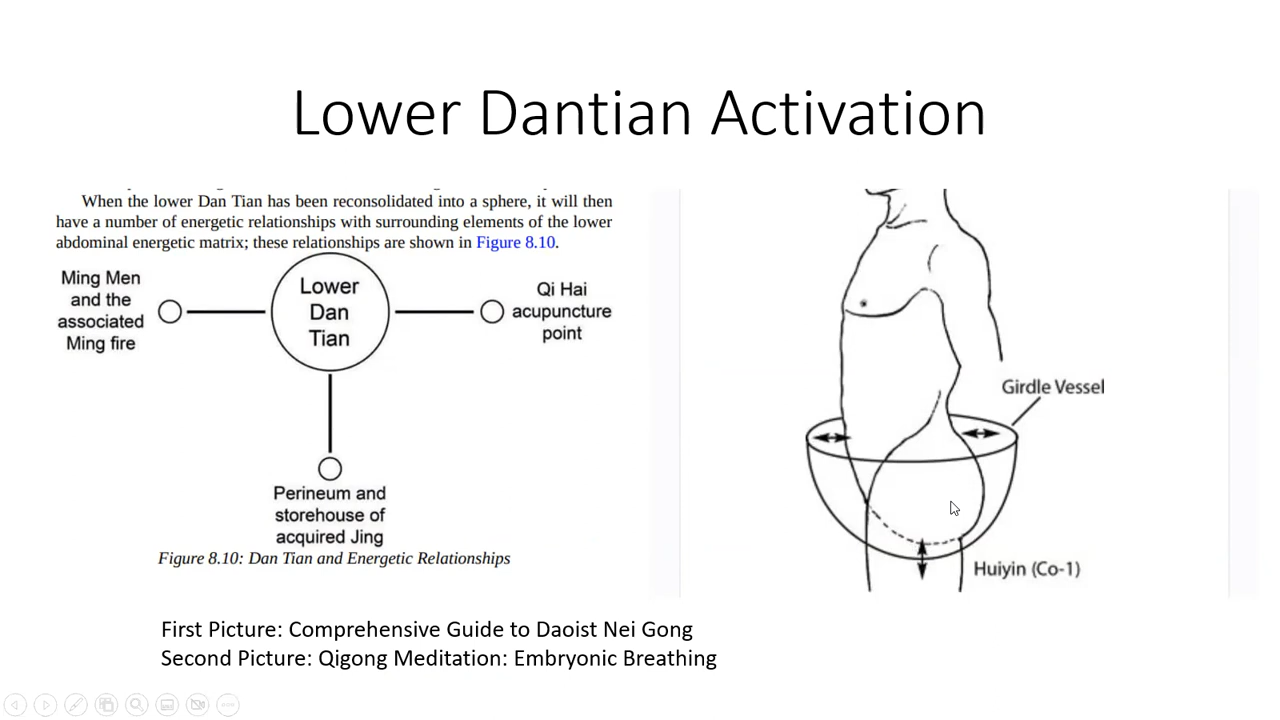 Lower Dantian Activation
When the lower Dan Tian has been reconsolidated into a sphere, it will then
have a number of energetic relationships with surrounding elements of the lower
abdominal energetic matrix; these relationships are shown in Figure 8.10.
Ming Men
and the
associated
Ming fire
Lower
Dan
Tian
Qi Hai
acupuncture
point
Perineum and
storehouse of
acquired Jing
Figure 8.10: Dan Tian and Energetic Relationships
Girdle Vessel
Huiyin (Co-1)
First Picture: Comprehensive Guide to Daoist Nei Gong
Second Picture: Qigong Meditation: Embryonic Breathing